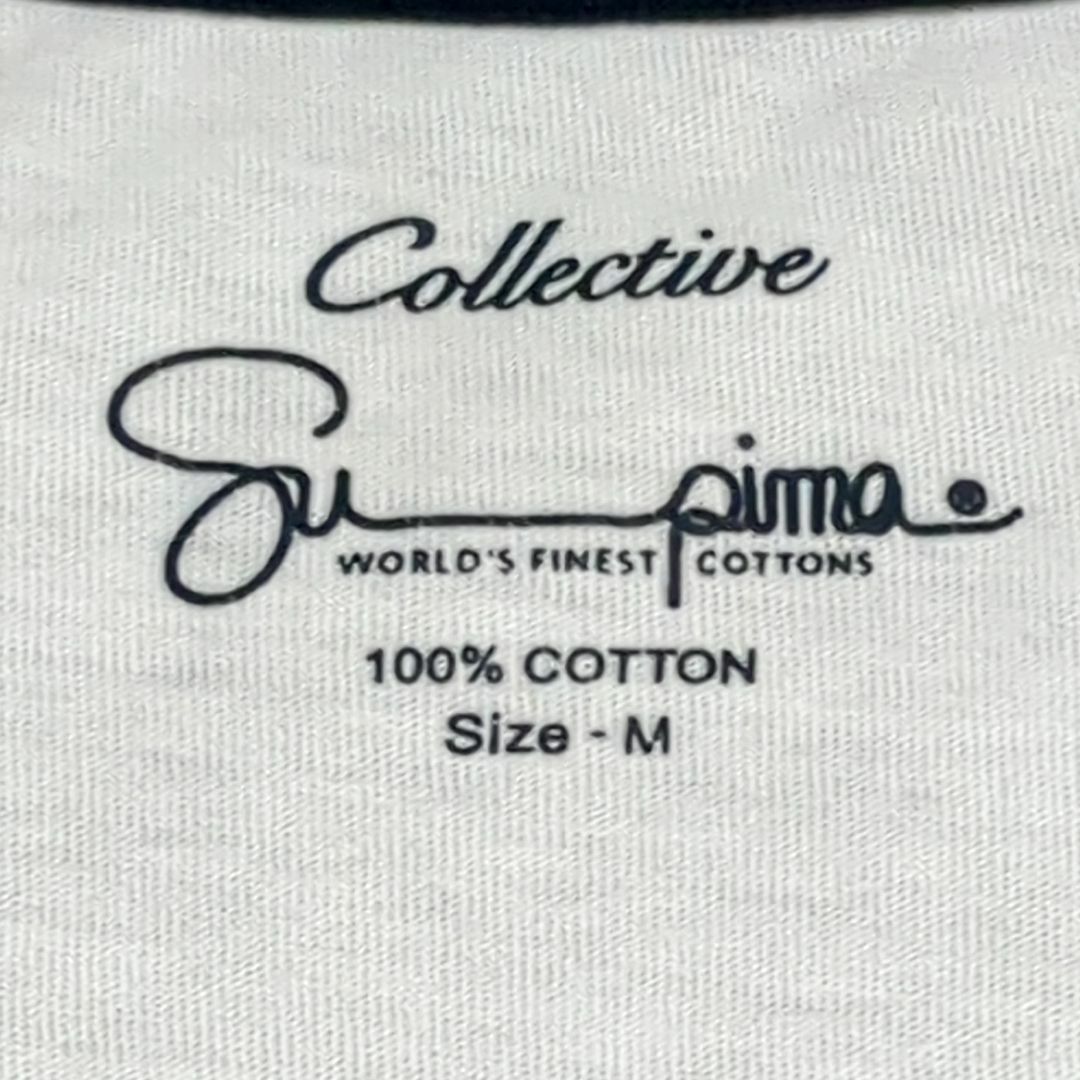 Collective
Supima
WORLD'S FINEST COTTONS
100% COTTON
Size - M